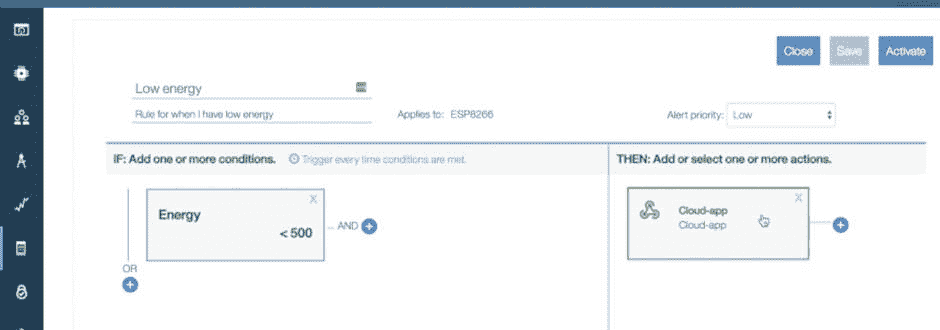 Close Save Activate
Low energy
Rule for when I have low energy Applies to: ESP8266 Alert priority: Low
IF: Add one or more conditions. Trigger every time conditions are met. THEN: Add or select one or more actions.
X X
Energy Cloud-app
< 500 AND Cloud-app
OR